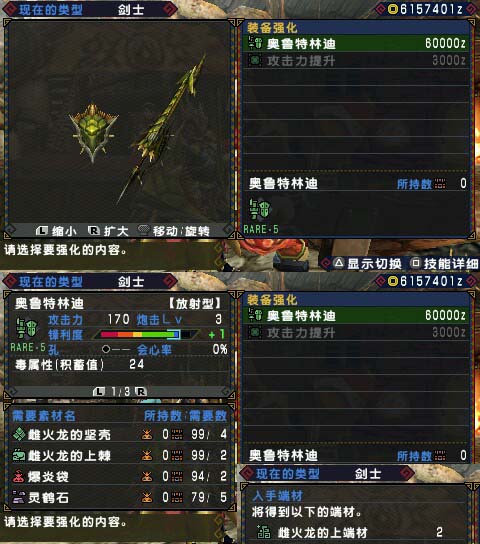 现在的类型 剑士
6157401z
装备强化
奥鲁特林迪 60000z
攻击力提升 3000z
奥鲁特林迪 所持数 0
RARE-5
L 缩小 R 扩大 移动/旋转
请选择要强化的内容。
△显示切换 □技能详细
现在的类型 剑士
6157401z
奥鲁特林迪 【放射型】
攻击力 170 炮击Lv 3
锋利度 +1
RARE-5
孔 ○—— 会心率 0%
毒属性(积蓄值) 24
L 1/3 R
需要素材名 所持数/需要数
雌火龙的坚壳 0 99/ 4
雌火龙的上棘 0 99/ 2
爆炎袋 0 94/ 2
灵鹤石 0 79/ 5
请选择要强化的内容。
装备强化
奥鲁特林迪 60000z
攻击力提升 3000z
奥鲁特林迪 所持数 0
现在的类型 剑士
入手端材
将得到以下的端材。
雌火龙的上端材 2